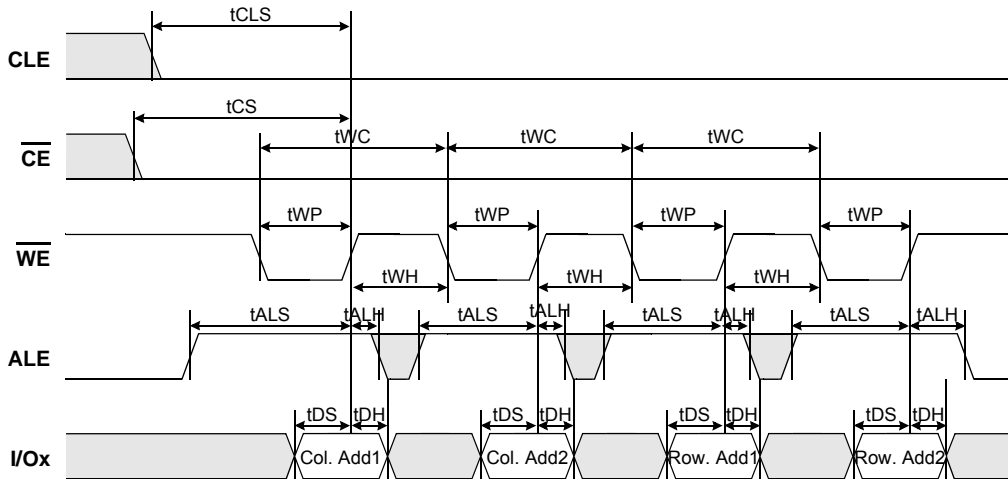 tCLS
CLE
tCS
CE
tWC tWC tWC
tWP tWP tWP tWP
WE
tWH tWH tWH
tALS tALH tALS tALH tALS tALH tALS tALH
ALE
tDS tDH tDS tDH tDS tDH tDS tDH
I/Ox Col. Add1 Col. Add2 Row. Add1 Row. Add2